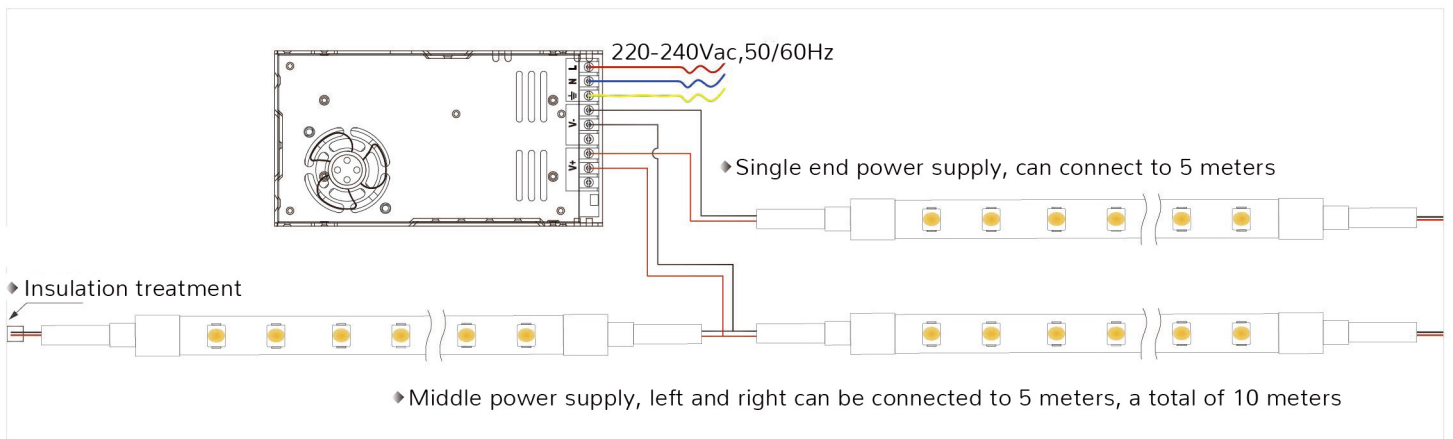 220-240Vac,50/60Hz
L
N
V-
V+
Single end power supply, can connect to 5 meters
Insulation treatment
Middle power supply, left and right can be connected to 5 meters, a total of 10 meters